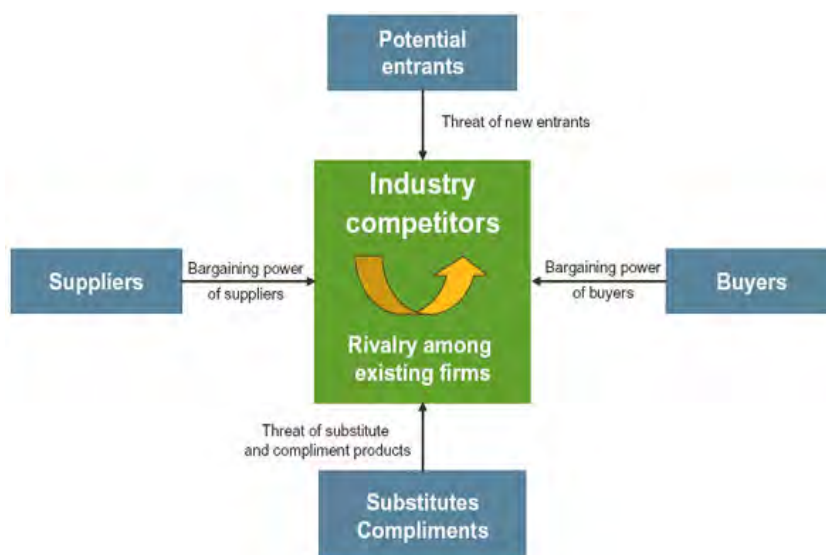 Potential
entrants
Threat of new entrants
Industry
competitors
Suppliers
Bargaining power
of suppliers
Bargaining power
of buyers
Buyers
Rivalry among
existing firms
Threat of substitute
and compliment products
Substitutes
Compliments